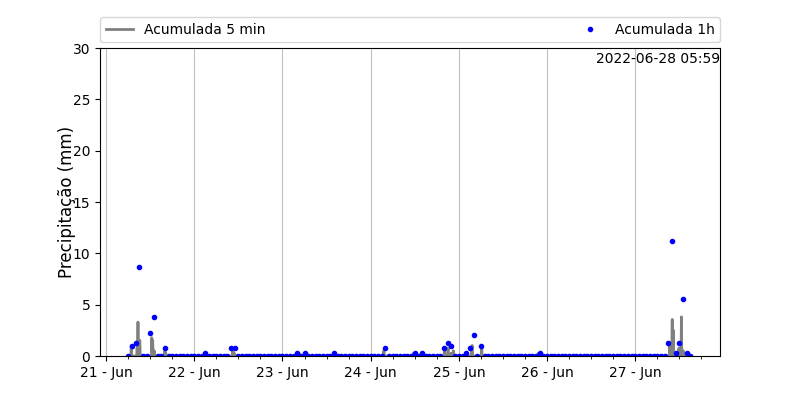 Acumulada 5 min
Acumulada 1h
2022-06-28 05:59
Precipitação (mm)
30
25
20
15
10
5
0
21 - Jun
22 - Jun
23 - Jun
24 - Jun
25 - Jun
26 - Jun
27 - Jun